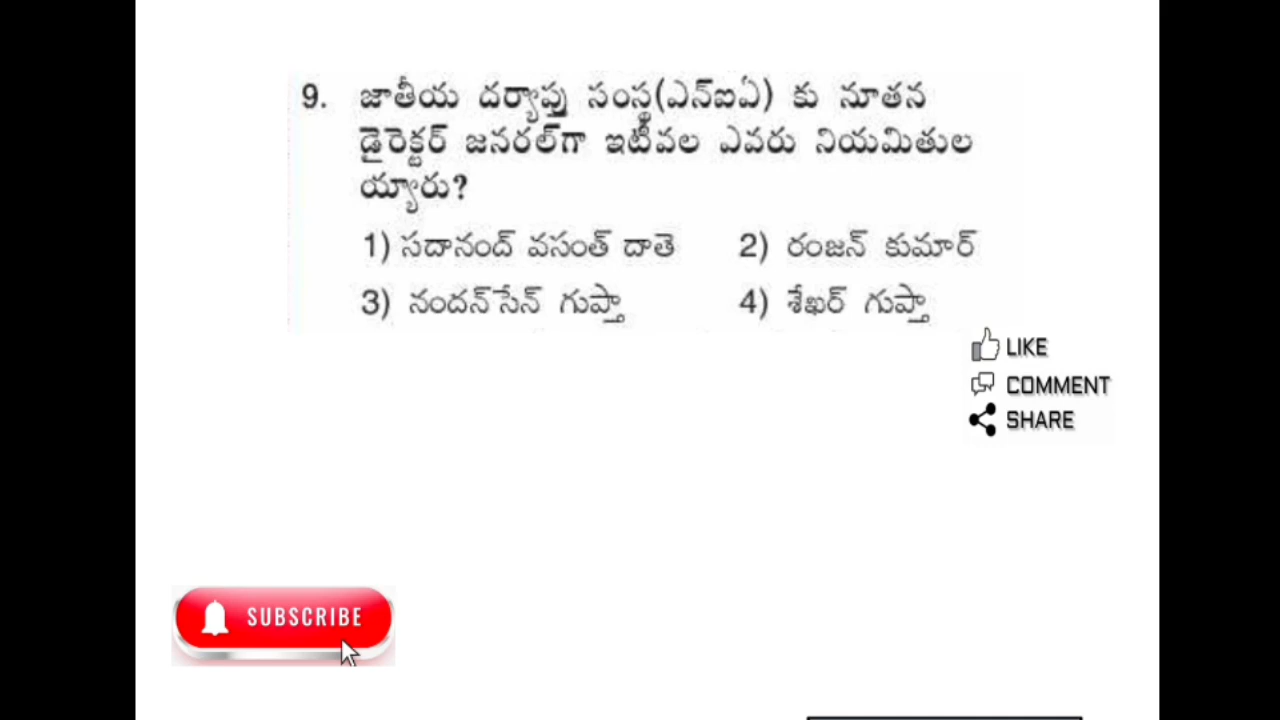 9. జాతీయ దర్యాప్తు సంస్థ(ఎన్ఐఏ) కు నూతన
డైరెక్టర్ జనరల్‌గా ఇటీవల ఎవరు నియమితుల
య్యారు?
1) సదానంద్ వసంత్ దాతె 2) రంజన్ కుమార్
3) నందన్‌సేన్ గుప్తా 4) శేఖర్ గుప్తా
LIKE
COMMENT
SHARE
SUBSCRIBE